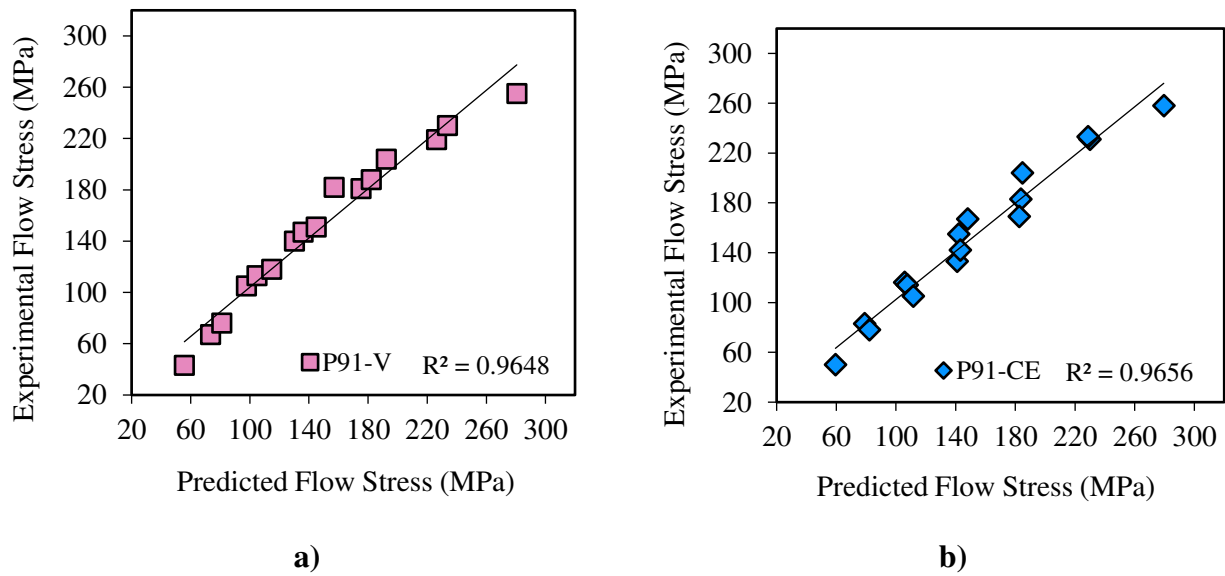 Experimental Flow Stress (MPa)
300
260
220
180
140
100
60
20
P91-V R² = 0.9648
20 60 100 140 180 220 260 300
Predicted Flow Stress (MPa)
a)
Experimental Flow Stress (MPa)
300
260
220
180
140
100
60
20
P91-CE R² = 0.9656
20 60 100 140 180 220 260 300
Predicted Flow Stress (MPa)
b)